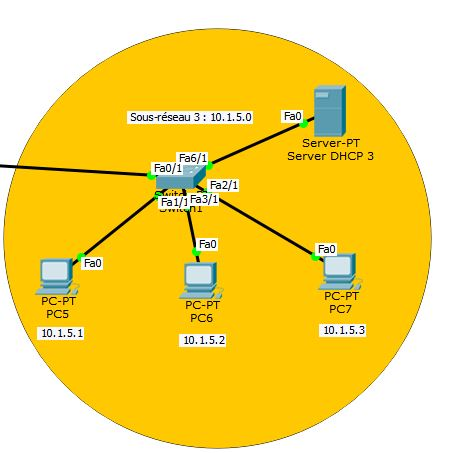 Sous-réseau 3 : 10.1.5.0
Fa0
Server-PT
Server DHCP 3
Fa6/1
Fa0/1
Fa2/1
Fa1/1
Fa3/1
Switch1
Fa0
Fa0
Fa0
PC-PT
PC5
10.1.5.1
PC-PT
PC6
10.1.5.2
PC-PT
PC7
10.1.5.3